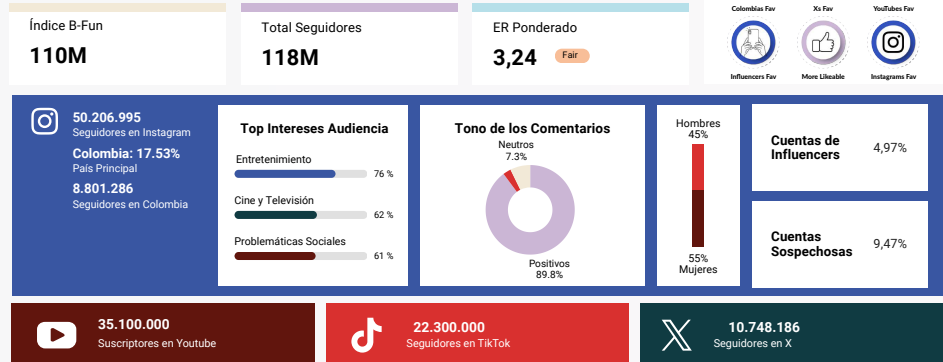 Índice B-Fun
110M
Total Seguidores
118M
ER Ponderado
3,24
Fair
Colombias Fav
Xs Fav
YouTubes Fav
Influencers Fav
More Likeable
Instagrams Fav
50.206.995
Seguidores en Instagram
Colombia: 17.53%
País Principal
8.801.286
Seguidores en Colombia
Top Intereses Audiencia
Entretenimiento
76 %
Cine y Televisión
62 %
Problemáticas Sociales
61 %
Tono de los Comentarios
Neutros
7.3%
Positivos
89.8%
Hombres
45%
55%
Mujeres
Cuentas de
Influencers
4,97%
Cuentas
Sospechosas
9,47%
35.100.000
Suscriptores en Youtube
22.300.000
Seguidores en TikTok
10.748.186
Seguidores en X